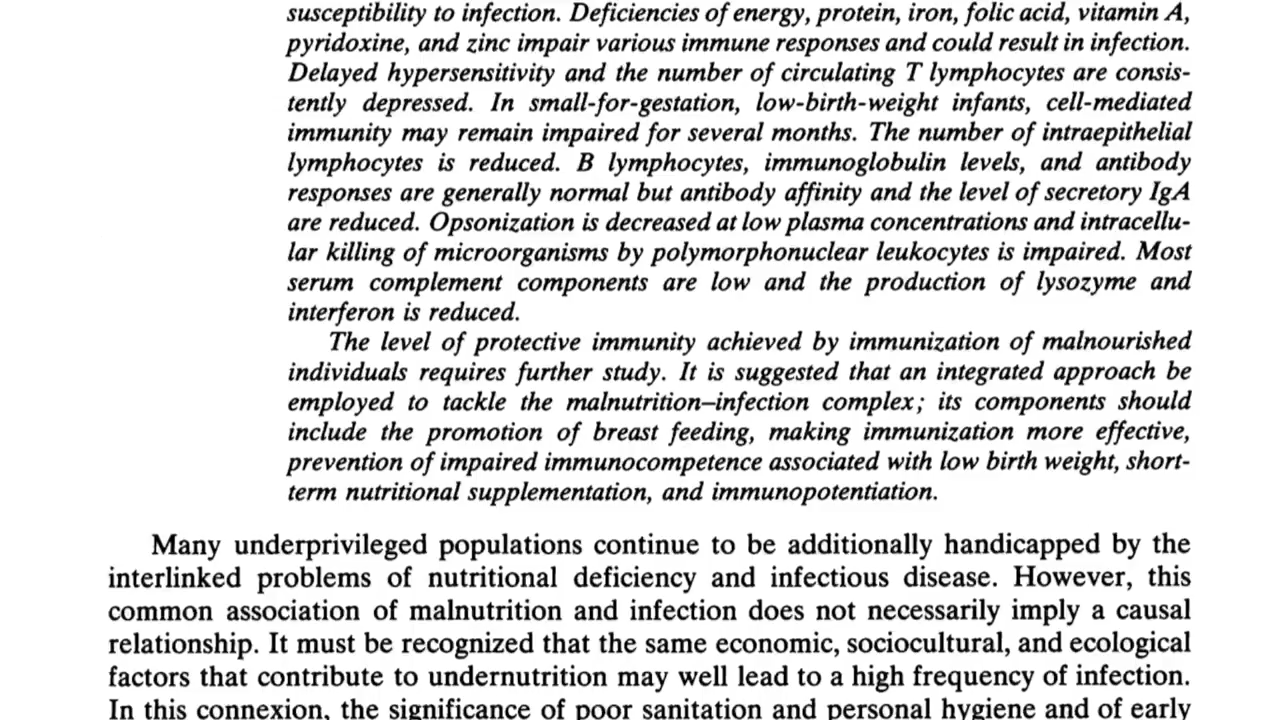 susceptibility to infection. Deficiencies of energy, protein, iron, folic acid, vitamin A,
pyridoxine, and zinc impair various immune responses and could result in infection.
Delayed hypersensitivity and the number of circulating T lymphocytes are consis-
tently depressed. In small-for-gestation, low-birth-weight infants, cell-mediated
immunity may remain impaired for several months. The number of intraepithelial
lymphocytes is reduced. B lymphocytes, immunoglobulin levels, and antibody
responses are generally normal but antibody affinity and the level of secretory IgA
are reduced. Opsonization is decreased at low plasma concentrations and intracellu-
lar killing of microorganisms by polymorphonuclear leukocytes is impaired. Most
serum complement components are low and the production of lysozyme and
interferon is reduced.
The level of protective immunity achieved by immunization of malnourished
individuals requires further study. It is suggested that an integrated approach be
employed to tackle the malnutrition–infection complex; its components should
include the promotion of breast feeding, making immunization more effective,
prevention of impaired immunocompetence associated with low birth weight, short-
term nutritional supplementation, and immunopotentiation.
Many underprivileged populations continue to be additionally handicapped by the
interlinked problems of nutritional deficiency and infectious disease. However, this
common association of malnutrition and infection does not necessarily imply a causal
relationship. It must be recognized that the same economic, sociocultural, and ecological
factors that contribute to undernutrition may well lead to a high frequency of infection.
In this connexion, the significance of poor sanitation and personal hygiene and of early